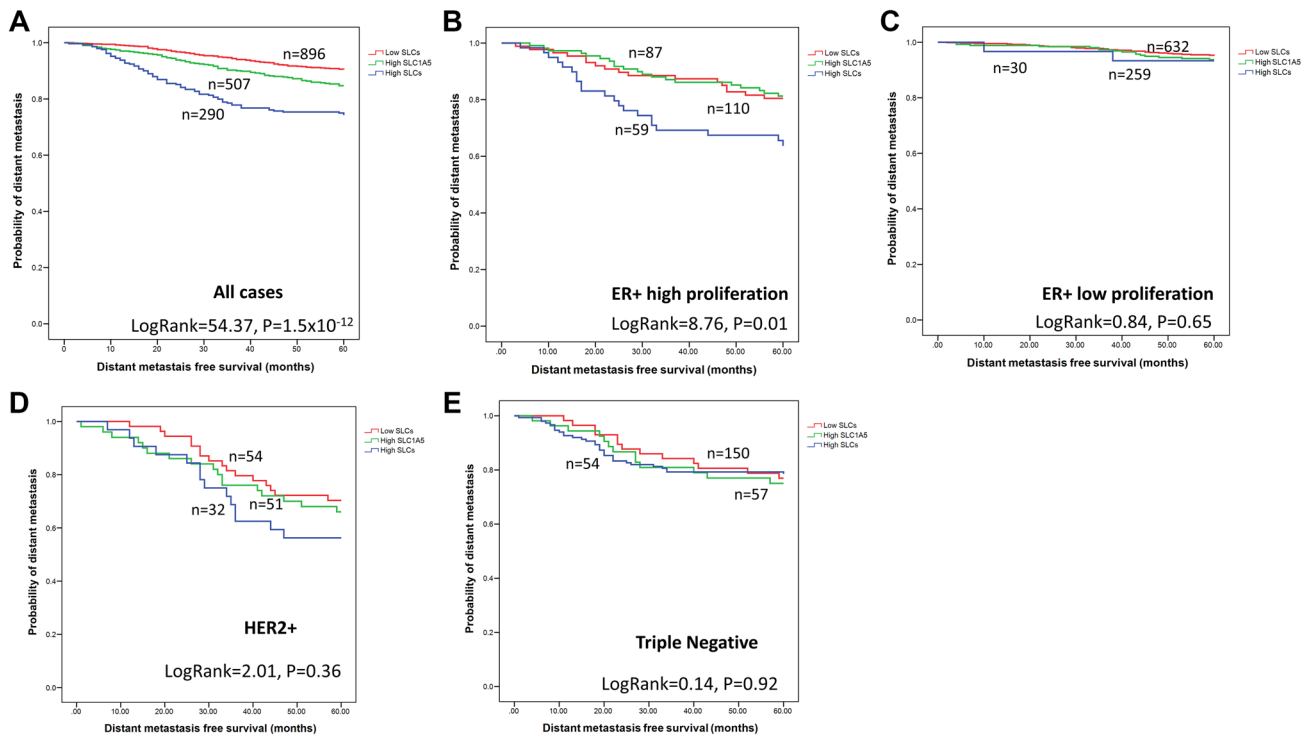 A
Probability of distant metastasis
1.0
0.8
0.6
0.4
0.2
0.0
n=896
n=507
n=290
Low SLCs
High SLC1A5
High SLCs
All cases
LogRank=54.37, P=1.5x10⁻¹²
0 10 20 30 40 50 60
Distant metastasis free survival (months)
B
Probability of distant metastasis
1.0
0.8
0.6
0.4
0.2
0.0
n=87
n=110
n=59
Low SLCs
High SLC1A5
High SLCs
ER+ high proliferation
LogRank=8.76, P=0.01
.00 10.00 20.00 30.00 40.00 50.00 60.00
Distant metastasis free survival (months)
C
Probability of distant metastasis
1.0
0.8
0.6
0.4
0.2
0.0
n=632
n=30
n=259
Low SLCs
High SLC1A5
High SLCs
ER+ low proliferation
LogRank=0.84, P=0.65
.00 10.00 20.00 30.00 40.00 50.00 60.00
Distant metastasis free survival (months)
D
Probability of distant metastasis
1.0
0.8
0.6
0.4
0.2
0.0
n=54
n=51
n=32
Low SLCs
High SLC1A5
High SLCs
HER2+
LogRank=2.01, P=0.36
.00 10.00 20.00 30.00 40.00 50.00 60.00
Distant metastasis free survival (months)
E
Probability of distant metastasis
1.0
0.8
0.6
0.4
0.2
0.0
n=150
n=54
n=57
Low SLCs
High SLC1A5
High SLCs
Triple Negative
LogRank=0.14, P=0.92
.00 10.00 20.00 30.00 40.00 50.00 60.00
Distant metastasis free survival (months)